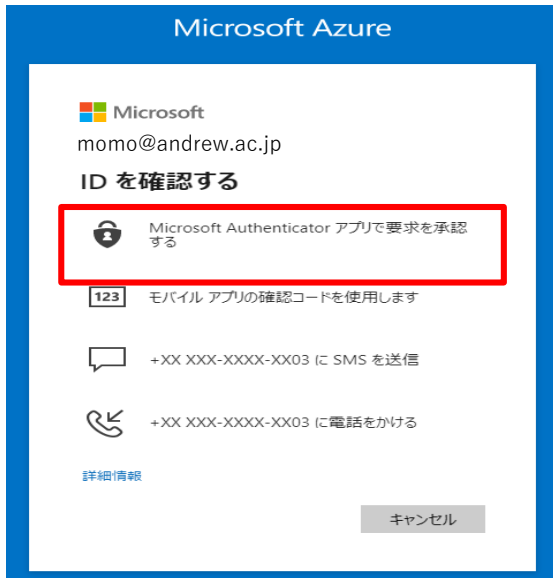 Microsoft Azure
Microsoft
momo@andrew.ac.jp
ID を確認する
Microsoft Authenticator アプリで要求を承認
する
123 モバイル アプリの確認コードを使用します
+XX XXX-XXXX-XX03 に SMS を送信
+XX XXX-XXXX-XX03 に電話をかける
詳細情報
キャンセル